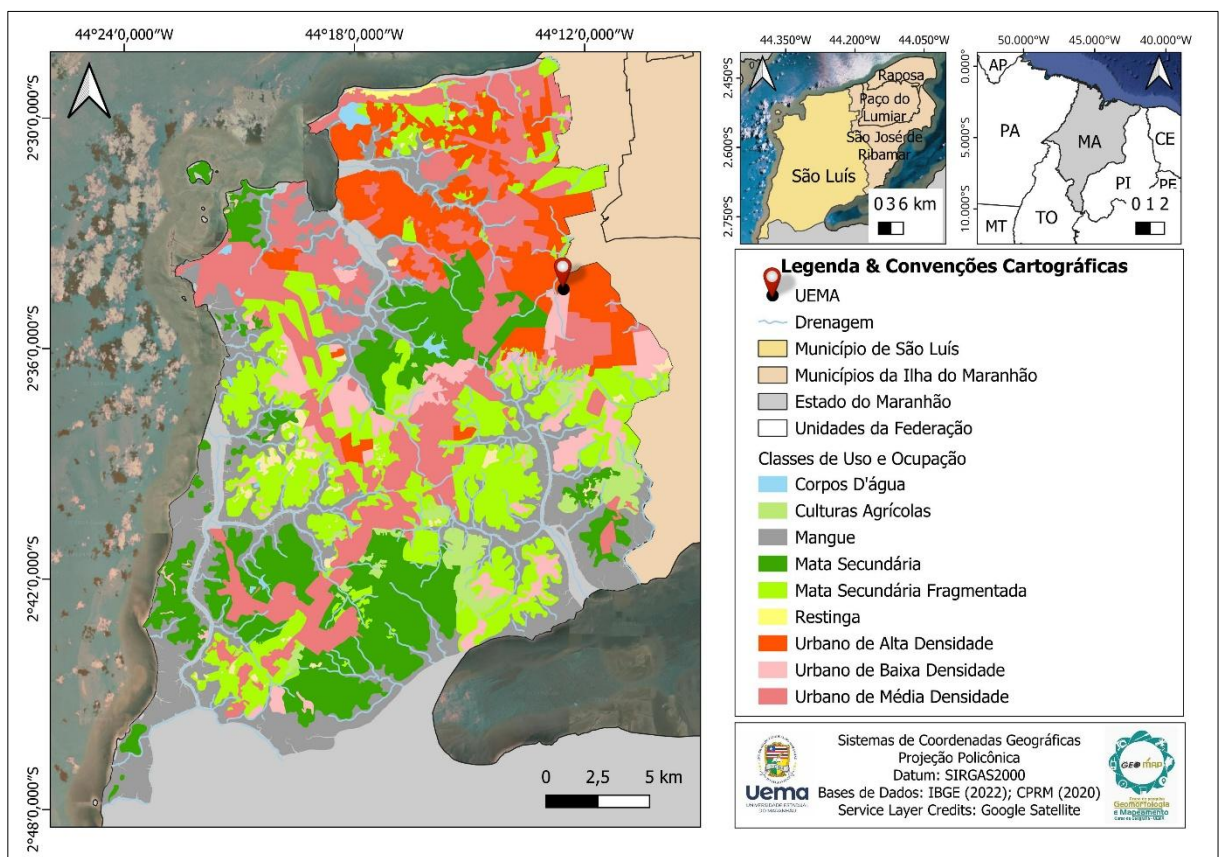 44°24'0,000"W
44°18'0,000"W
44°12'0,000"W
2°30'0,000"S
2°36'0,000"S
2°42'0,000"S
2°48'0,000"S
0 2,5 5 km
44.350°W 44.200°W 44.050°W
2.450°S
2.600°S
2.750°S
Raposa
Paço do
Lumiar
São José de
Ribamar
São Luís
0 3 6 km
50.000°W 45.000°W 40.000°W
0.000°
5.000°S
10.000°S
AP
PA
MA
CE
PI
PE
TO
MT
0 1 2
Legenda & Convenções Cartográficas
UEMA
Drenagem
Município de São Luís
Municípios da Ilha do Maranhão
Estado do Maranhão
Unidades da Federação
Classes de Uso e Ocupação
Corpos D'água
Culturas Agrícolas
Mangue
Mata Secundária
Mata Secundária Fragmentada
Restinga
Urbano de Alta Densidade
Urbano de Baixa Densidade
Urbano de Média Densidade
Uema
UNIVERSIDADE ESTADUAL
DO MARANHÃO
Sistemas de Coordenadas Geográficas
Projeção Policônica
Datum: SIRGAS2000
Bases de Dados: IBGE (2022); CPRM (2020)
Service Layer Credits: Google Satellite
GEOMAP
Geomorfologia
e Mapeamento